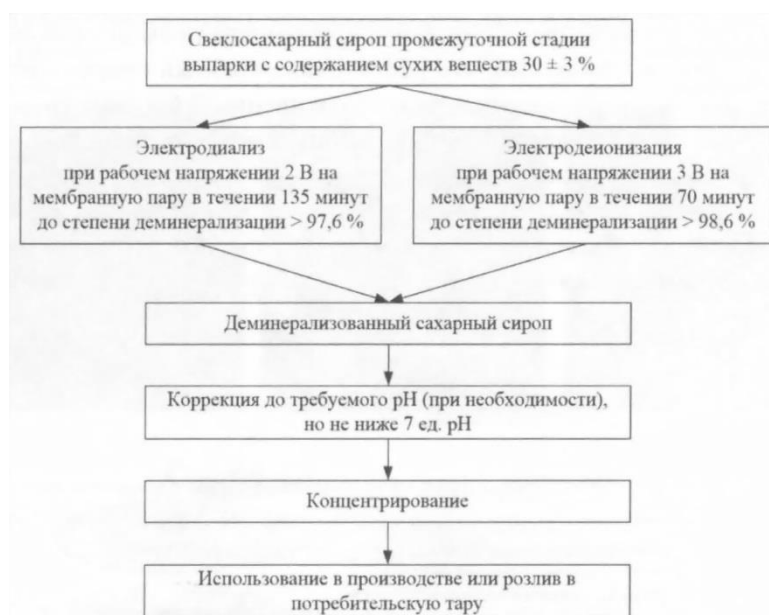 Свеклосахарный сироп промежуточной стадии
выпарки с содержанием сухих веществ 30 ± 3 %
Электродиализ
при рабочем напряжении 2 В на
мембранную пару в течении 135 минут
до степени деминерализации > 97,6 %
Электродеионизация
при рабочем напряжении 3 В на
мембранную пару в течении 70 минут
до степени деминерализации > 98,6 %
Деминерализованный сахарный сироп
Коррекция до требуемого pH (при необходимости),
но не ниже 7 ед. pH
Концентрирование
Использование в производстве или розлив в
потребительскую тару